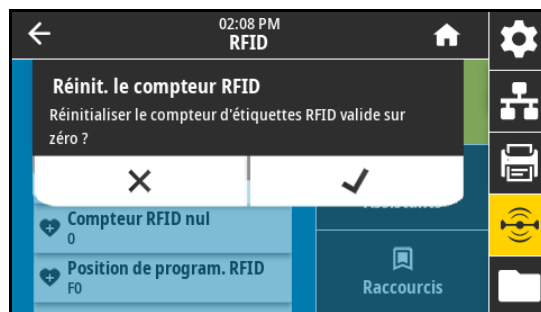 02:08 PM
RFID
Réinit. le compteur RFID
Réinitialiser le compteur d'étiquettes RFID valide sur
zéro ?
Compteur RFID nul
0
Position de program. RFID
F0
Raccourcis